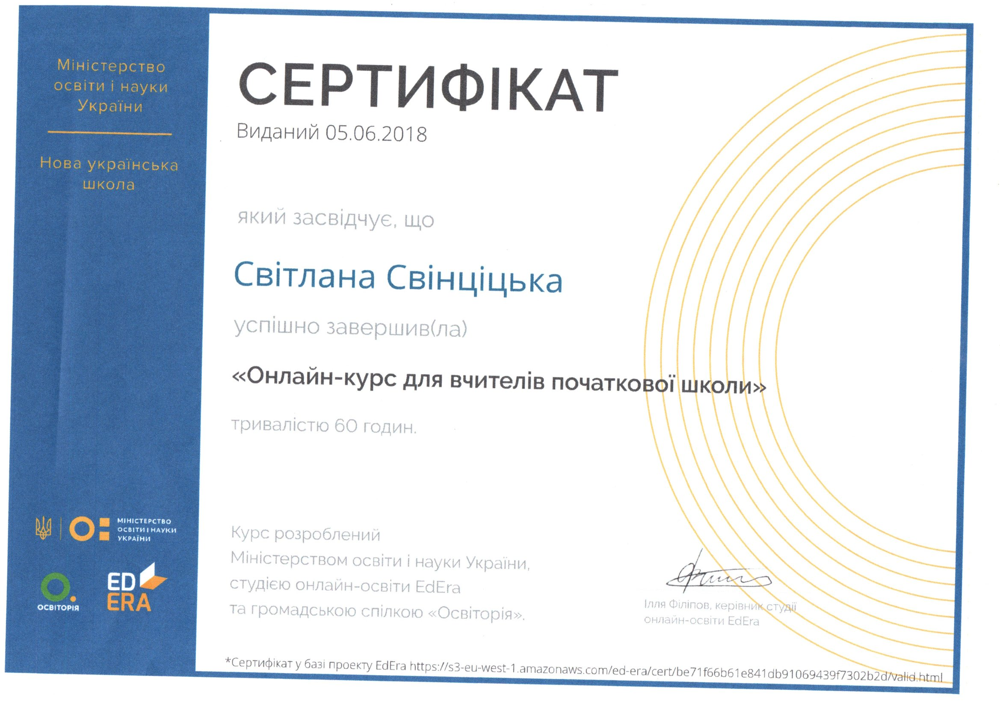 Міністерство
освіти і науки
України
Нова українська
школа
СЕРТИФІКАТ
Виданий 05.06.2018
який засвідчує, що
Світлана Свінціцька
успішно завершив(ла)
«Онлайн-курс для вчителів початкової школи»
тривалістю 60 годин.
МІНІСТЕРСТВО
ОСВІТИ І НАУКИ
УКРАЇНИ
ОСВІТОРІЯ
ED
ERA
Курс розроблений
Міністерством освіти і науки України,
студією онлайн-освіти EdEra
та громадською спілкою «Освіторія».
Ілля Філіпов, керівник студії
онлайн-освіти EdEra
*Сертифікат у базі проекту EdEra https://s3-eu-west-1.amazonaws.com/ed-era/cert/be71f66b61e841db91069439f7302b2d/valid.html